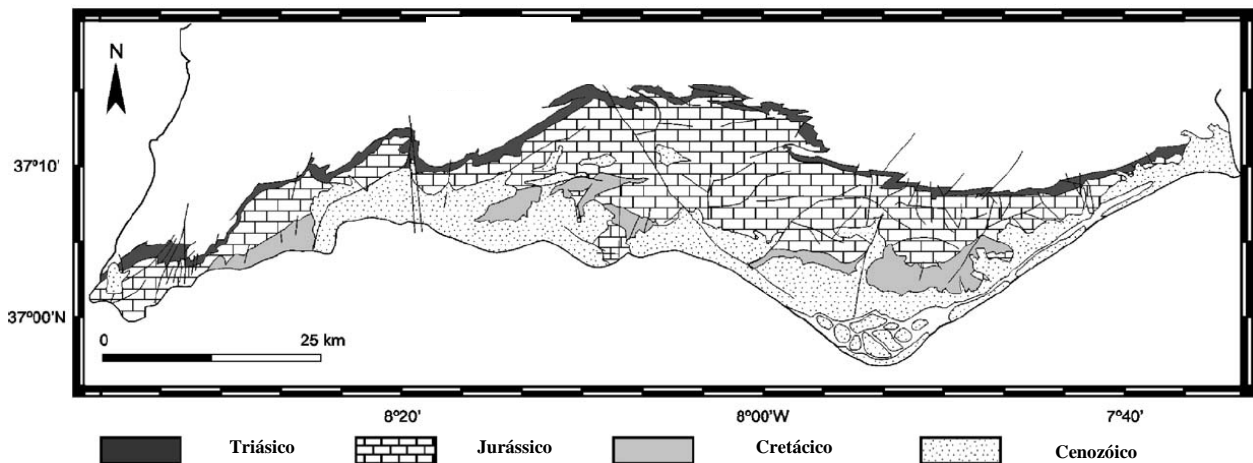 N
37º10'
37º00'N
0 25 km
8º20' 8º00'W 7º40'
Triásico Jurássico Cretácico Cenozóico